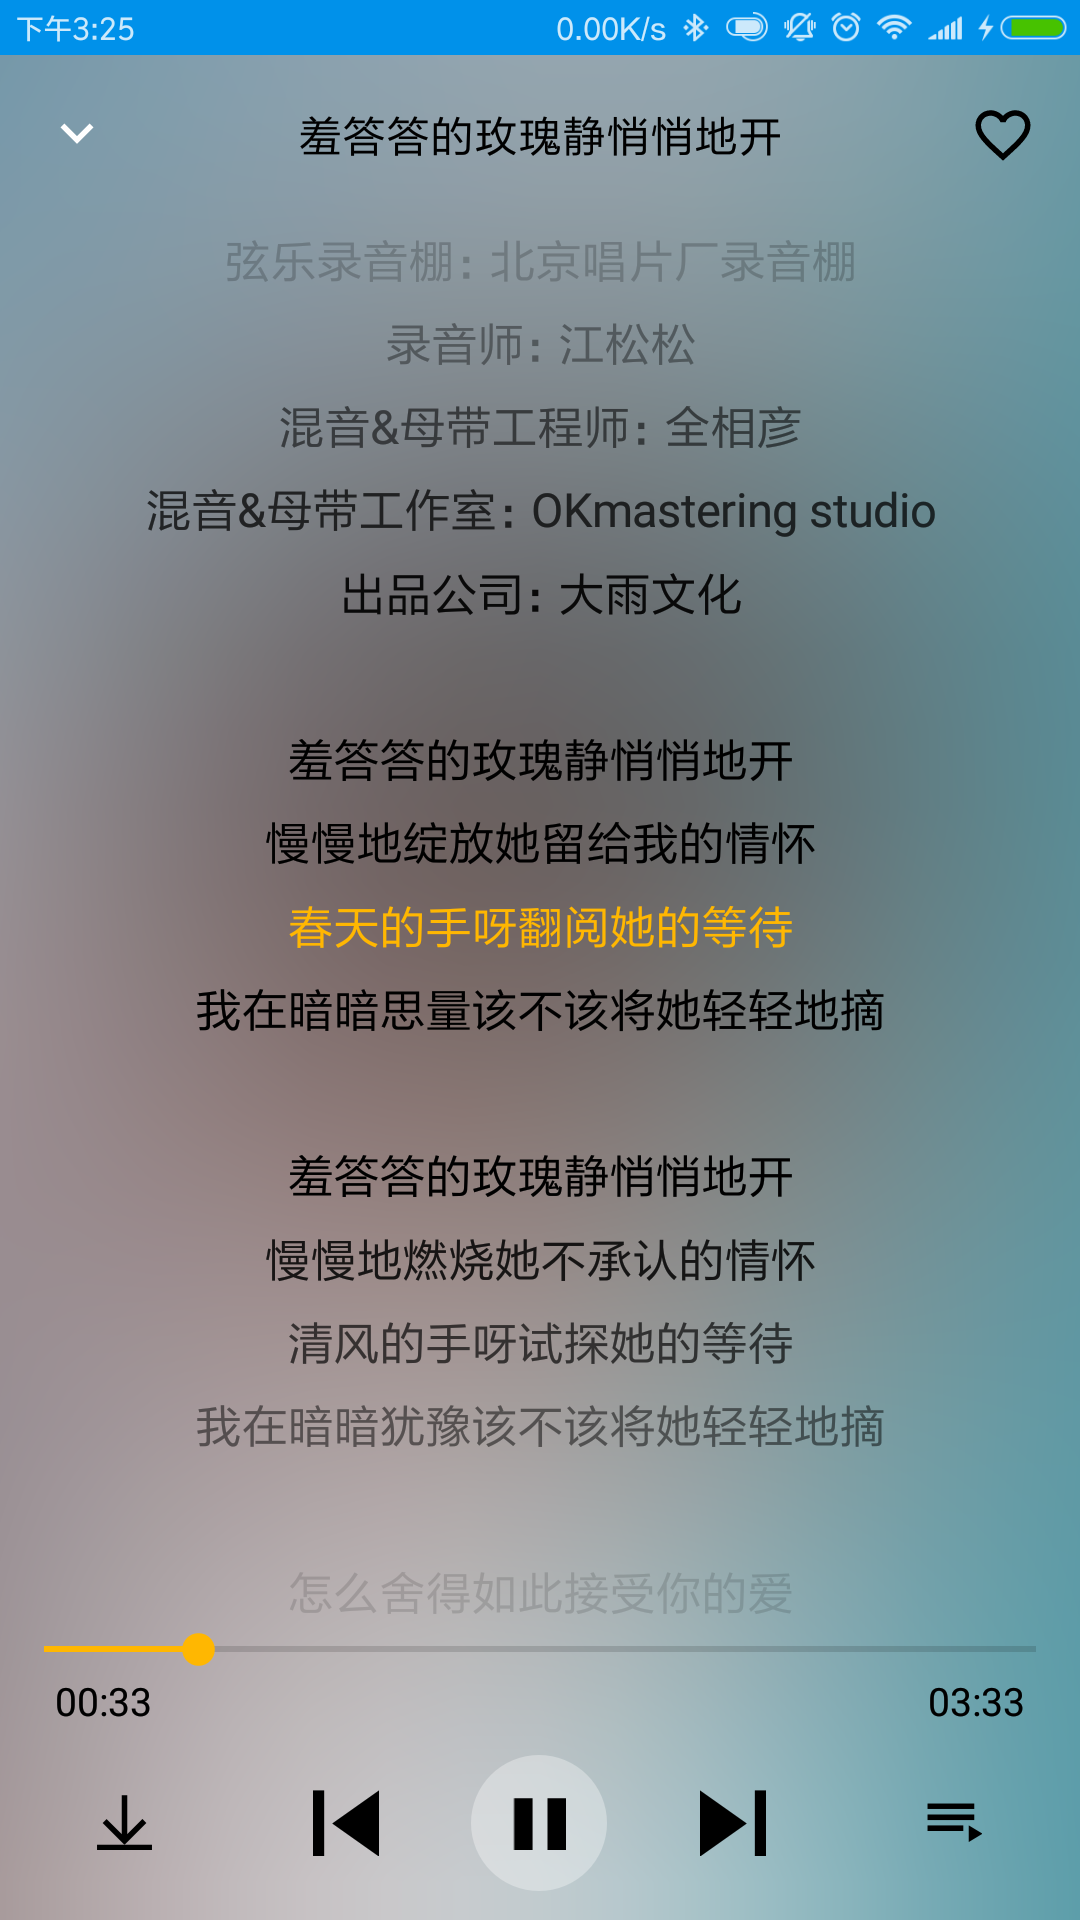 下午3:25 0.00K/s
羞答答的玫瑰静悄悄地开
弦乐录音棚：北京唱片厂录音棚
录音师：江松松
混音&母带工程师：全相彦
混音&母带工作室：OKmastering studio
出品公司：大雨文化
羞答答的玫瑰静悄悄地开
慢慢地绽放她留给我的情怀
春天的手呀翻阅她的等待
我在暗暗思量该不该将她轻轻地摘
羞答答的玫瑰静悄悄地开
慢慢地燃烧她不承认的情怀
清风的手呀试探她的等待
我在暗暗犹豫该不该将她轻轻地摘
怎么舍得如此接受你的爱
00:33 03:33